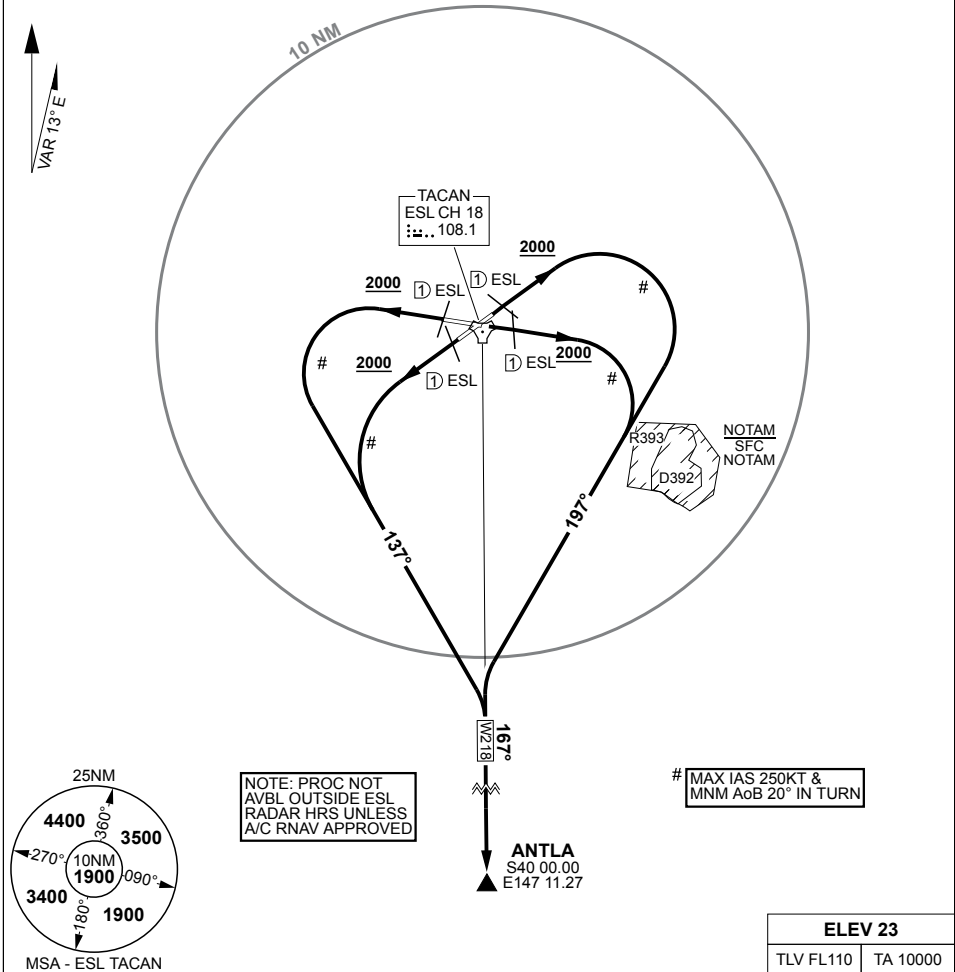 10 NM
VAR 13° E
TACAN
ESL CH 18
108.1
2000
1 ESL
#
2000
1 ESL
#
2000
1 ESL
#
1 ESL
2000
#
R393
D392
NOTAM
SFC
NOTAM
197°
137°
W218
167°
NOTE: PROC NOT
AVBL OUTSIDE ESL
RADAR HRS UNLESS
A/C RNAV APPROVED
# MAX IAS 250KT &
MNM AoB 20° IN TURN
ANTLA
S40 00.00
E147 11.27
25NM
4400
360°
3500
270°
10NM
1900
090°
3400
180°
1900
MSA - ESL TACAN
ELEV 23
TLV FL110
TA 10000